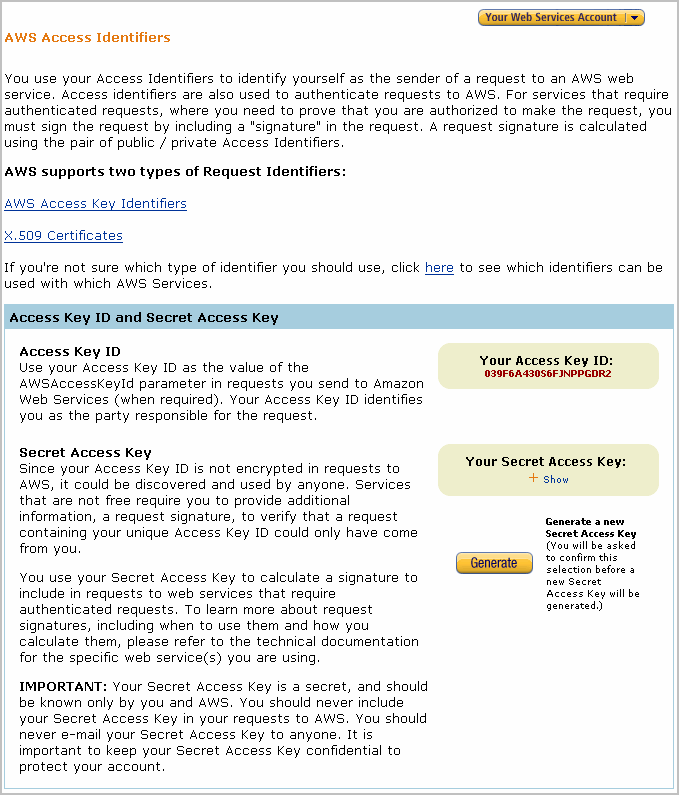 Your Web Services Account
AWS Access Identifiers
You use your Access Identifiers to identify yourself as the sender of a request to an AWS web
service. Access identifiers are also used to authenticate requests to AWS. For services that require
authenticated requests, where you need to prove that you are authorized to make the request, you
must sign the request by including a "signature" in the request. A request signature is calculated
using the pair of public / private Access Identifiers.
AWS supports two types of Request Identifiers:
AWS Access Key Identifiers
X.509 Certificates
If you're not sure which type of identifier you should use, click here to see which identifiers can be
used with which AWS Services.
Access Key ID and Secret Access Key
Access Key ID
Use your Access Key ID as the value of the
AWSAccessKeyId parameter in requests you send to Amazon
Web Services (when required). Your Access Key ID identifies
you as the party responsible for the request.
Your Access Key ID:
039F6A430S6FJNPPGDR2
Secret Access Key
Since your Access Key ID is not encrypted in requests to
AWS, it could be discovered and used by anyone. Services
that are not free require you to provide additional
information, a request signature, to verify that a request
containing your unique Access Key ID could only have come
from you.
You use your Secret Access Key to calculate a signature to
include in requests to web services that require
authenticated requests. To learn more about request
signatures, including when to use them and how you
calculate them, please refer to the technical documentation
for the specific web service(s) you are using.
IMPORTANT: Your Secret Access Key is a secret, and should
be known only by you and AWS. You should never include
your Secret Access Key in your requests to AWS. You should
never e-mail your Secret Access Key to anyone. It is
important to keep your Secret Access Key confidential to
protect your account.
Your Secret Access Key:
+ Show
Generate
Generate a new
Secret Access Key
(You will be asked
to confirm this
selection before a
new Secret
Access Key will be
generated.)